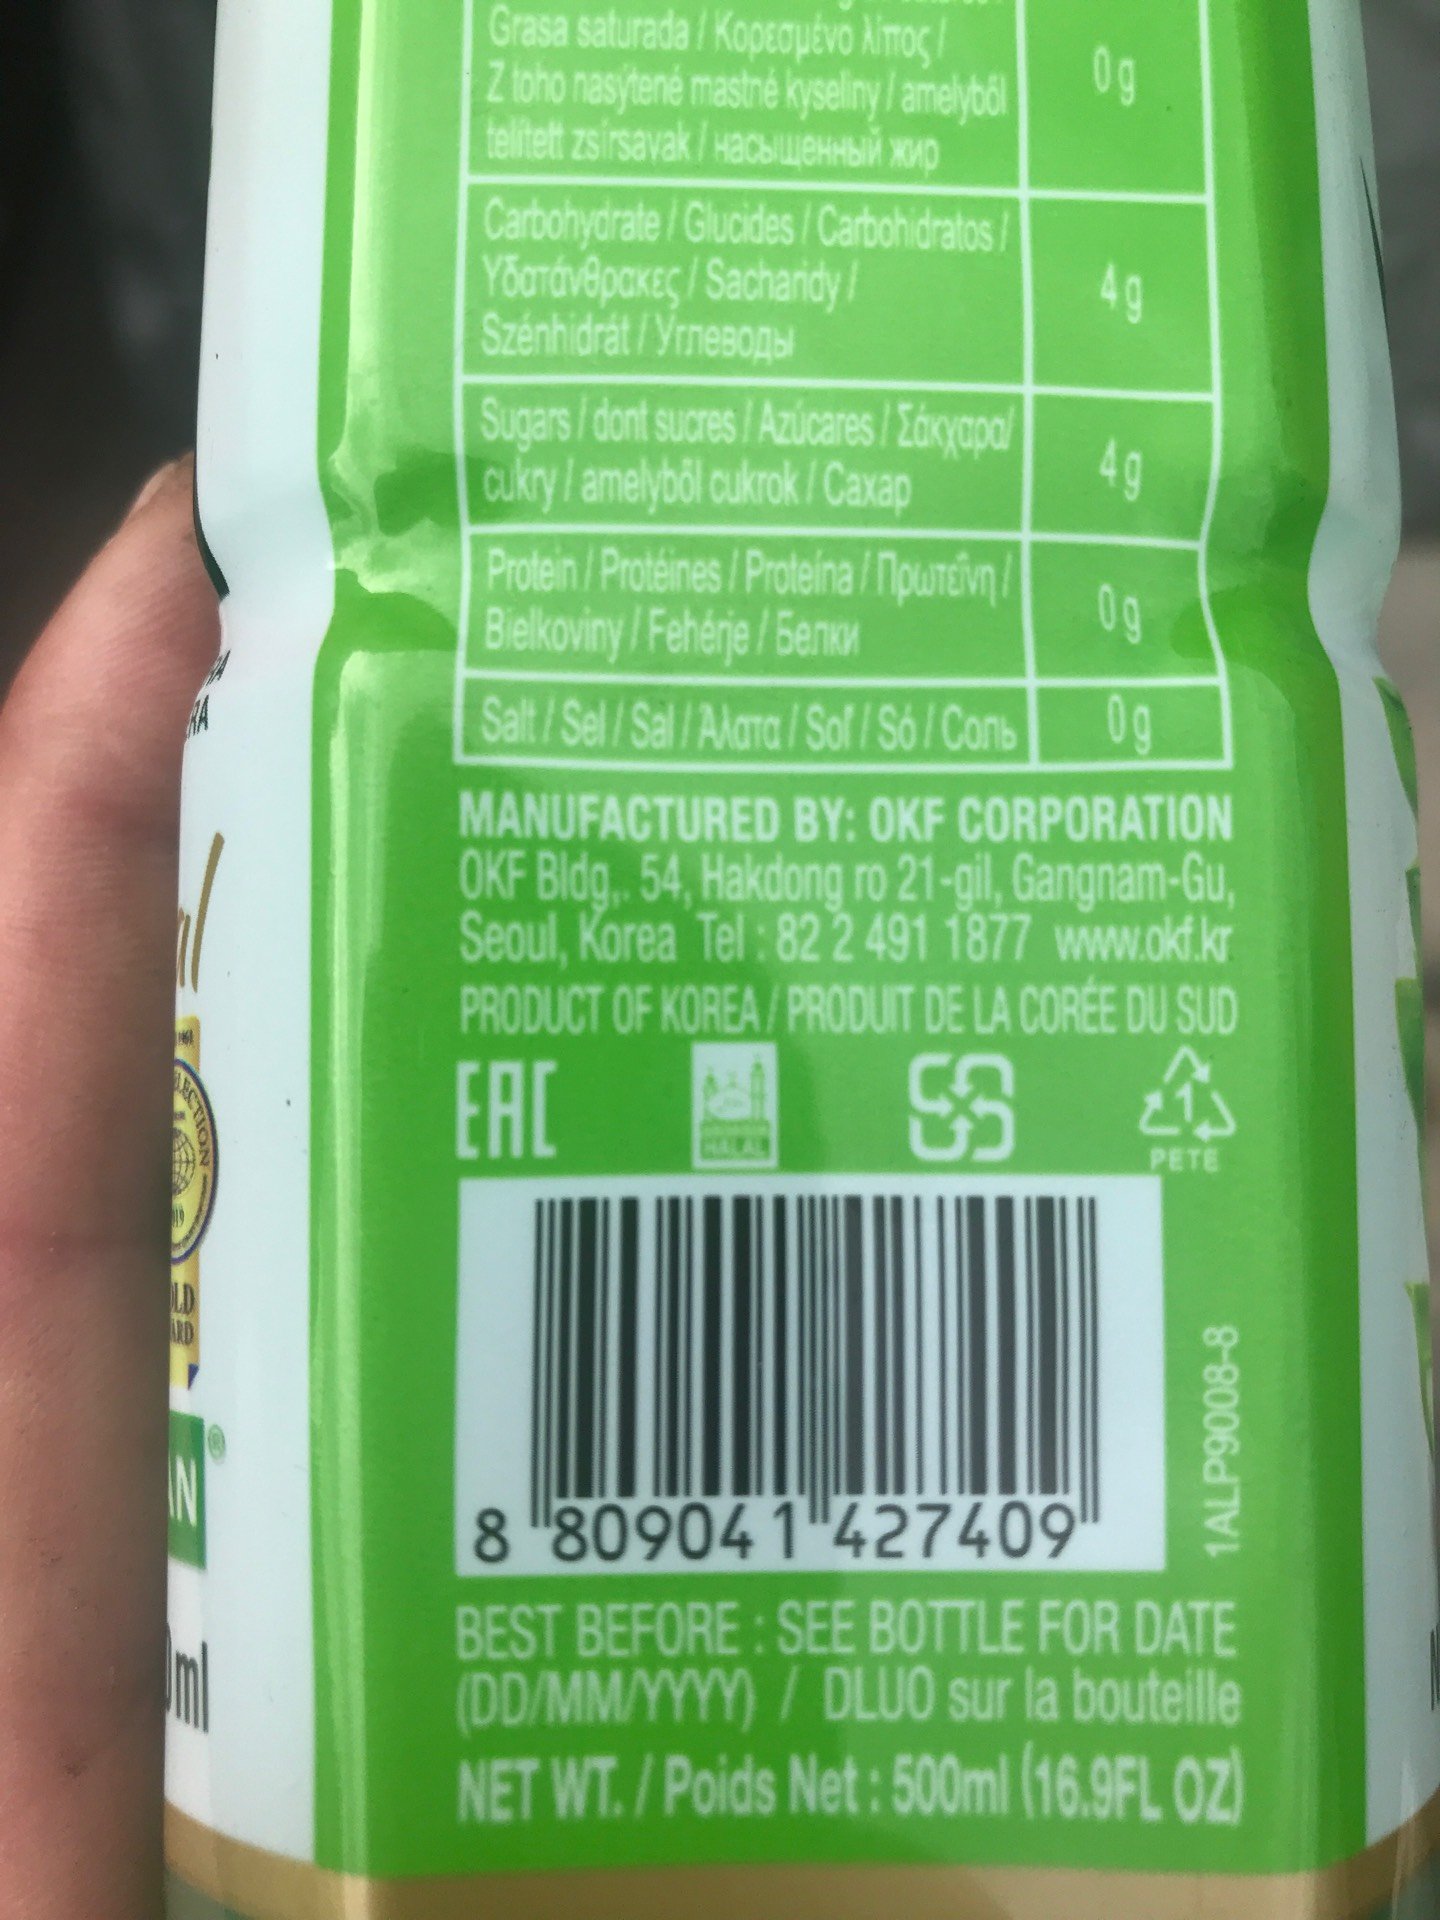 Grasa saturada / Κορεσμένο λίπος /
Z toho nasýtené mastné kyseliny / amelyből
telített zsírsavak / насыщенный жир
0 g
Carbohydrate / Glucides / Carbohidratos /
Υδατάνθρακες / Sacharidy /
Szénhidrát / Углеводы
4 g
Sugars / dont sucres / Azúcares / Σάκχαρα/
cukry / amelyből cukrok / Сахар
4 g
Protein / Protéines / Proteína / Πρωτεΐνη /
Bielkoviny / Fehérje / Белки
0 g
Salt / Sel / Sal / Άλατα / Soľ / Só / Соль
0 g
MANUFACTURED BY: OKF CORPORATION
OKF Bldg,. 54, Hakdong ro 21-gil, Gangnam-Gu,
Seoul, Korea Tel : 82 2 491 1877 www.okf.kr
PRODUCT OF KOREA / PRODUIT DE LA CORÉE DU SUD
EAC
HALAL
1
PETE
8 809041 427409
1ALP9008-8
BEST BEFORE : SEE BOTTLE FOR DATE
(DD/MM/YYYY) / DLUO sur la bouteille
NET WT. / Poids Net : 500ml (16.9FL OZ)
ml